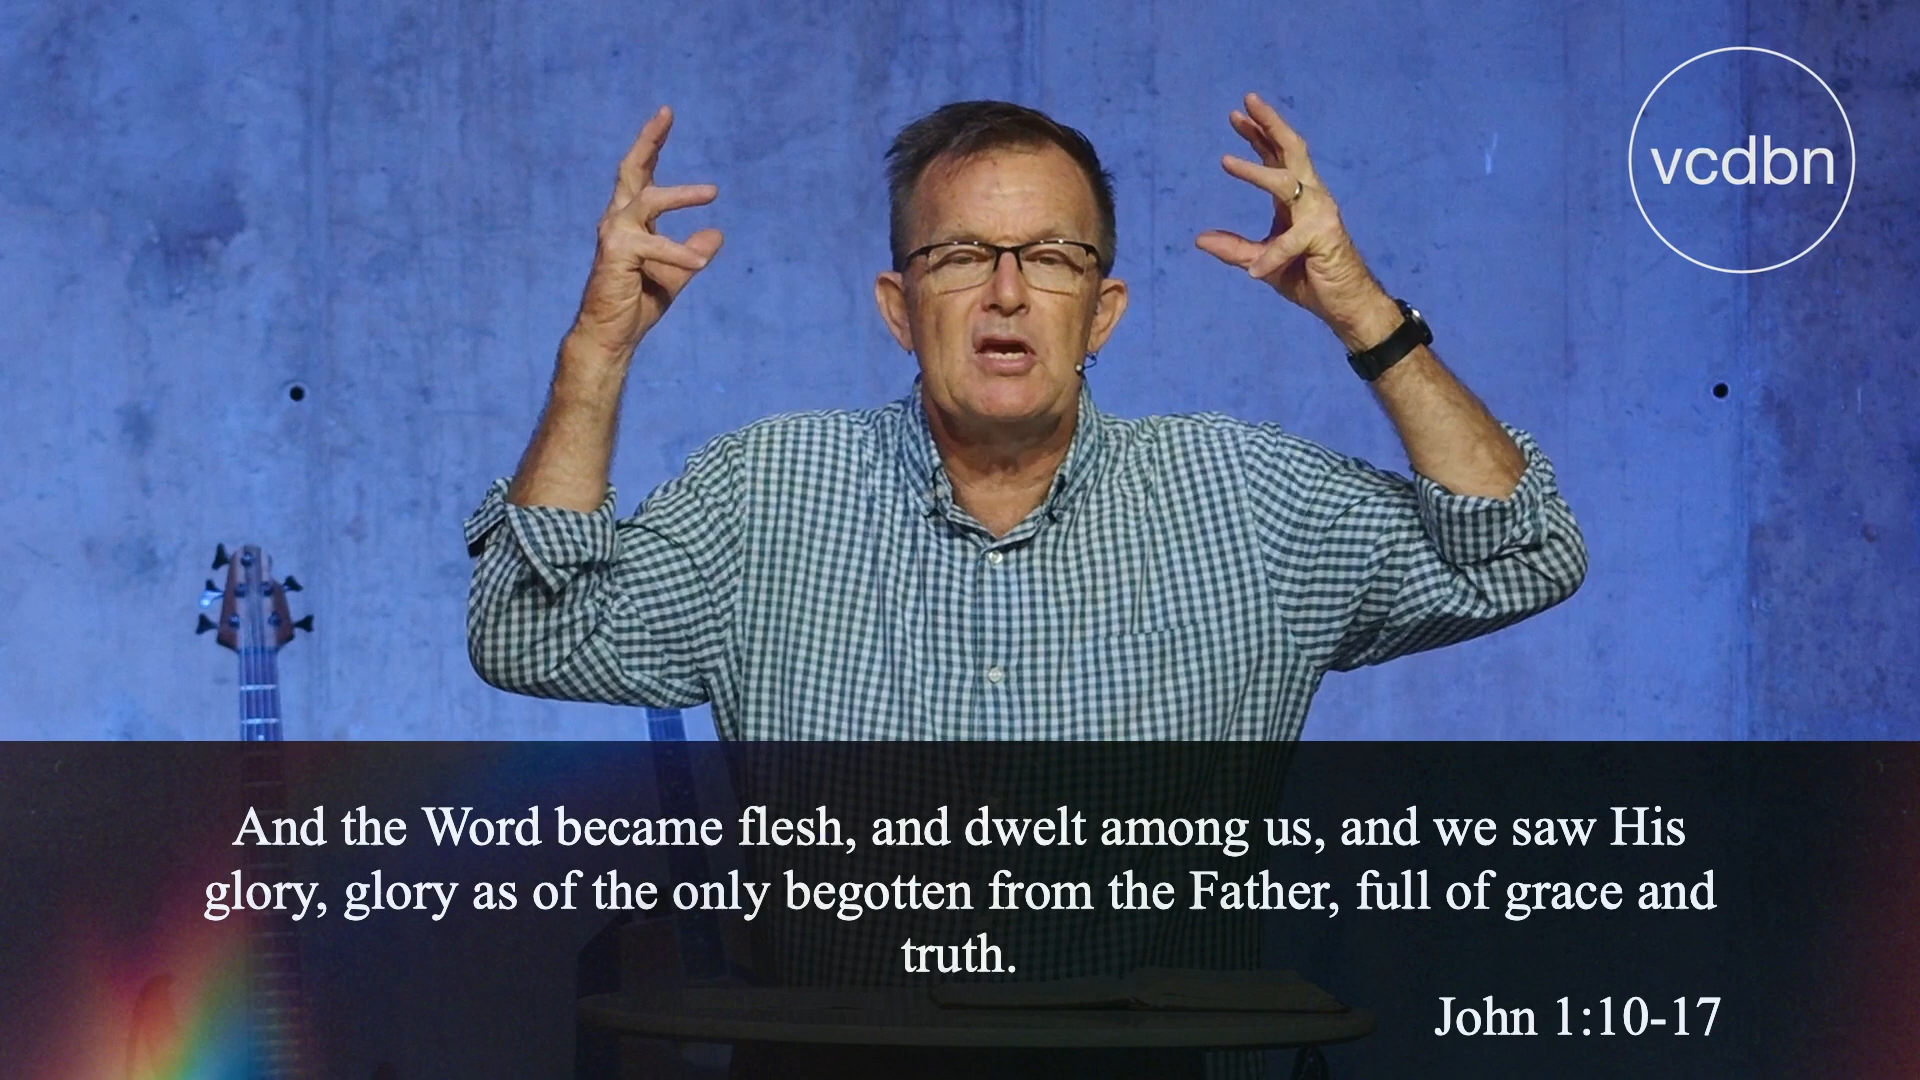 vcdbn
And the Word became flesh, and dwelt among us, and we saw His
glory, glory as of the only begotten from the Father, full of grace and
truth.
John 1:10-17